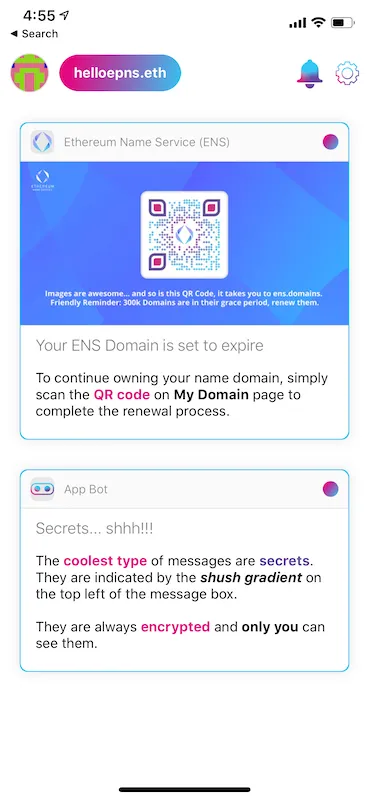 4:55
◀ Search
helloepns.eth
Ethereum Name Service (ENS)
ETHEREUM
Images are awesome... and so is this QR Code, it takes you to ens.domains.
Friendly Reminder: 300k Domains are in their grace period, renew them.
Your ENS Domain is set to expire
To continue owning your name domain, simply
scan the QR code on My Domain page to
complete the renewal process.
App Bot
Secrets... shhh!!!
The coolest type of messages are secrets.
They are indicated by the shush gradient on
the top left of the message box.
They are always encrypted and only you can
see them.